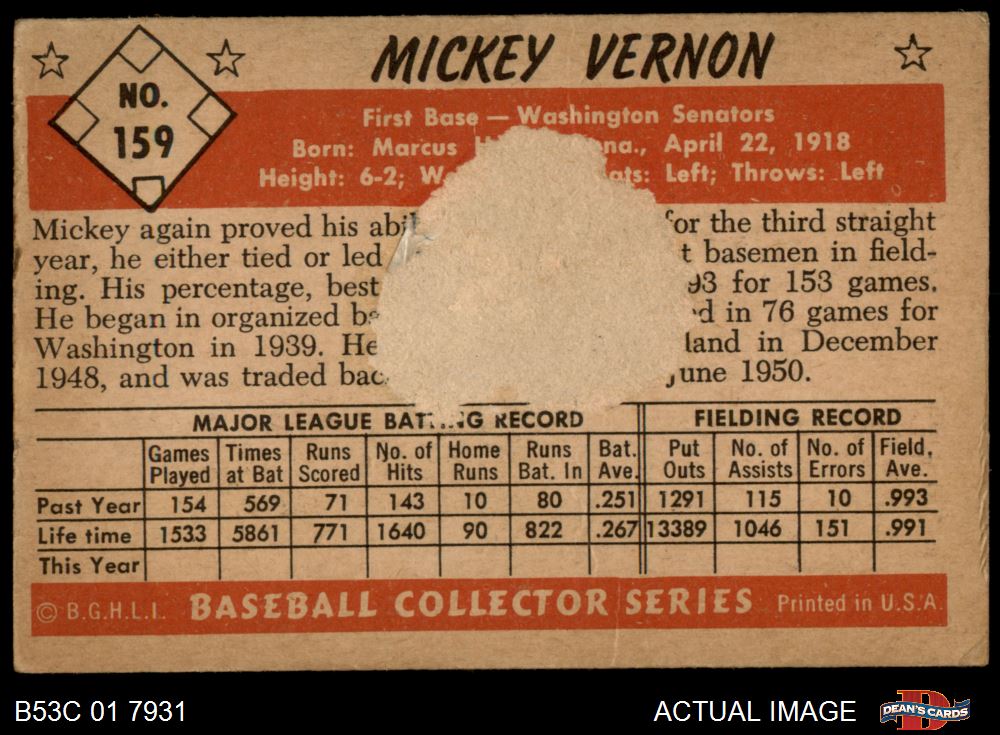 MICKEY VERNON
NO.
159
First Base — Washington Senators
Born: Marcus April 22, 1918
Height: 6-2; Left; Throws: Left
Mickey again proved his for the third straight
year, he either tied or led basemen in field-
ing. His percentage, best for 153 games.
He began in organized in 76 games for
Washington in 1939. He in December
1948, and was traded June 1950.
MAJOR LEAGUE BATTING RECORD FIELDING RECORD
Games Times Runs No. of Home Runs Bat. Put No. of No. of Field.
Played at Bat Scored Hits Runs Bat. In Ave. Outs Assists Errors Ave.
Past Year 154 569 71 143 10 80 .251 1291 115 10 .993
Life time 1533 5861 771 1640 90 822 .267 13389 1046 151 .991
This Year
© B.G.H.L.I. BASEBALL COLLECTOR SERIES Printed in U.S.A.
B53C 01 7931 ACTUAL IMAGE DEAN'S CARDS